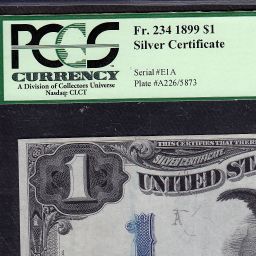 PCGS
CURRENCY
A Division of Collectors Universe
Nasdaq: CLCT
Fr. 234 1899 $1
Silver Certificate
Serial#E1A
Plate #A226/5873
THIS CERTIFIES THAT THERE
SILVER CERTIFICATE
1
UNITED STA
A